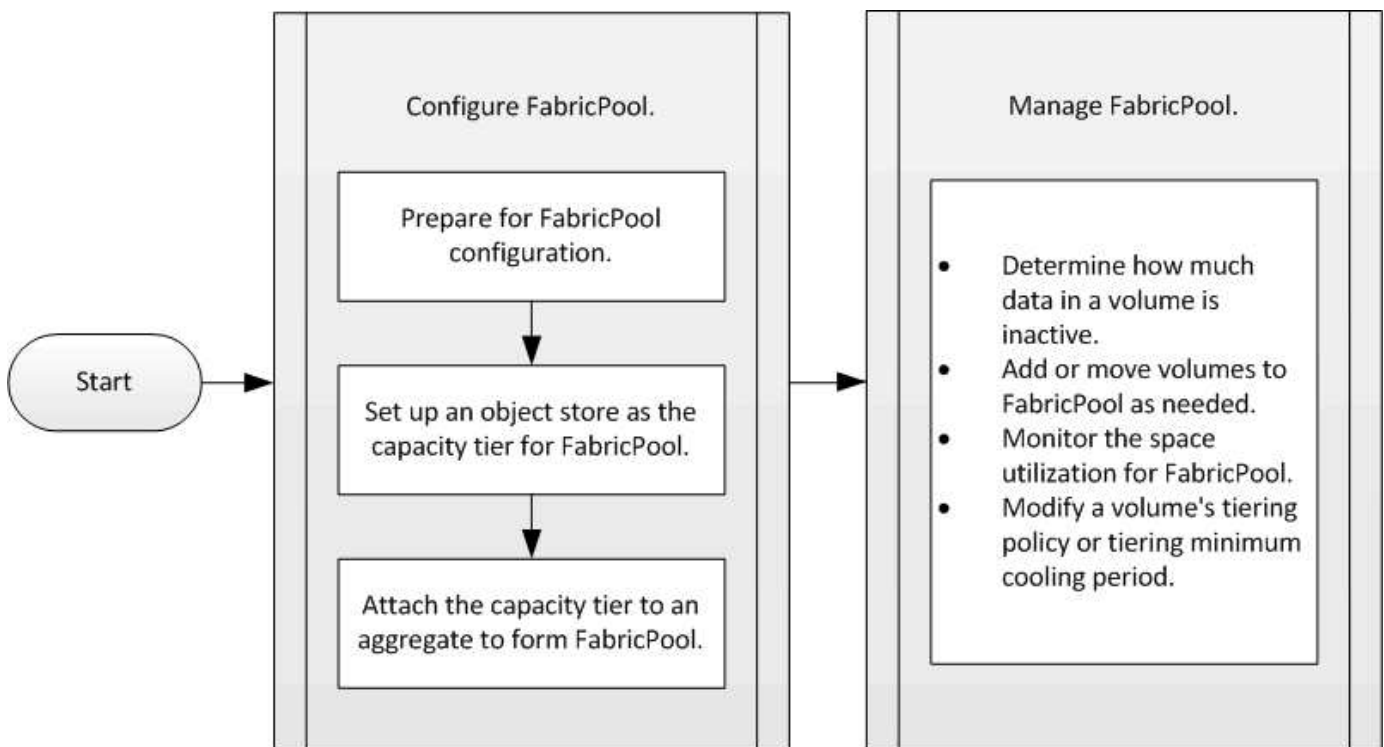 Start
Configure FabricPool.
Prepare for FabricPool
configuration.
Set up an object store as the
capacity tier for FabricPool.
Attach the capacity tier to an
aggregate to form FabricPool.
Manage FabricPool.
• Determine how much
data in a volume is
inactive.
• Add or move volumes to
FabricPool as needed.
• Monitor the space
utilization for FabricPool.
• Modify a volume's tiering
policy or tiering minimum
cooling period.